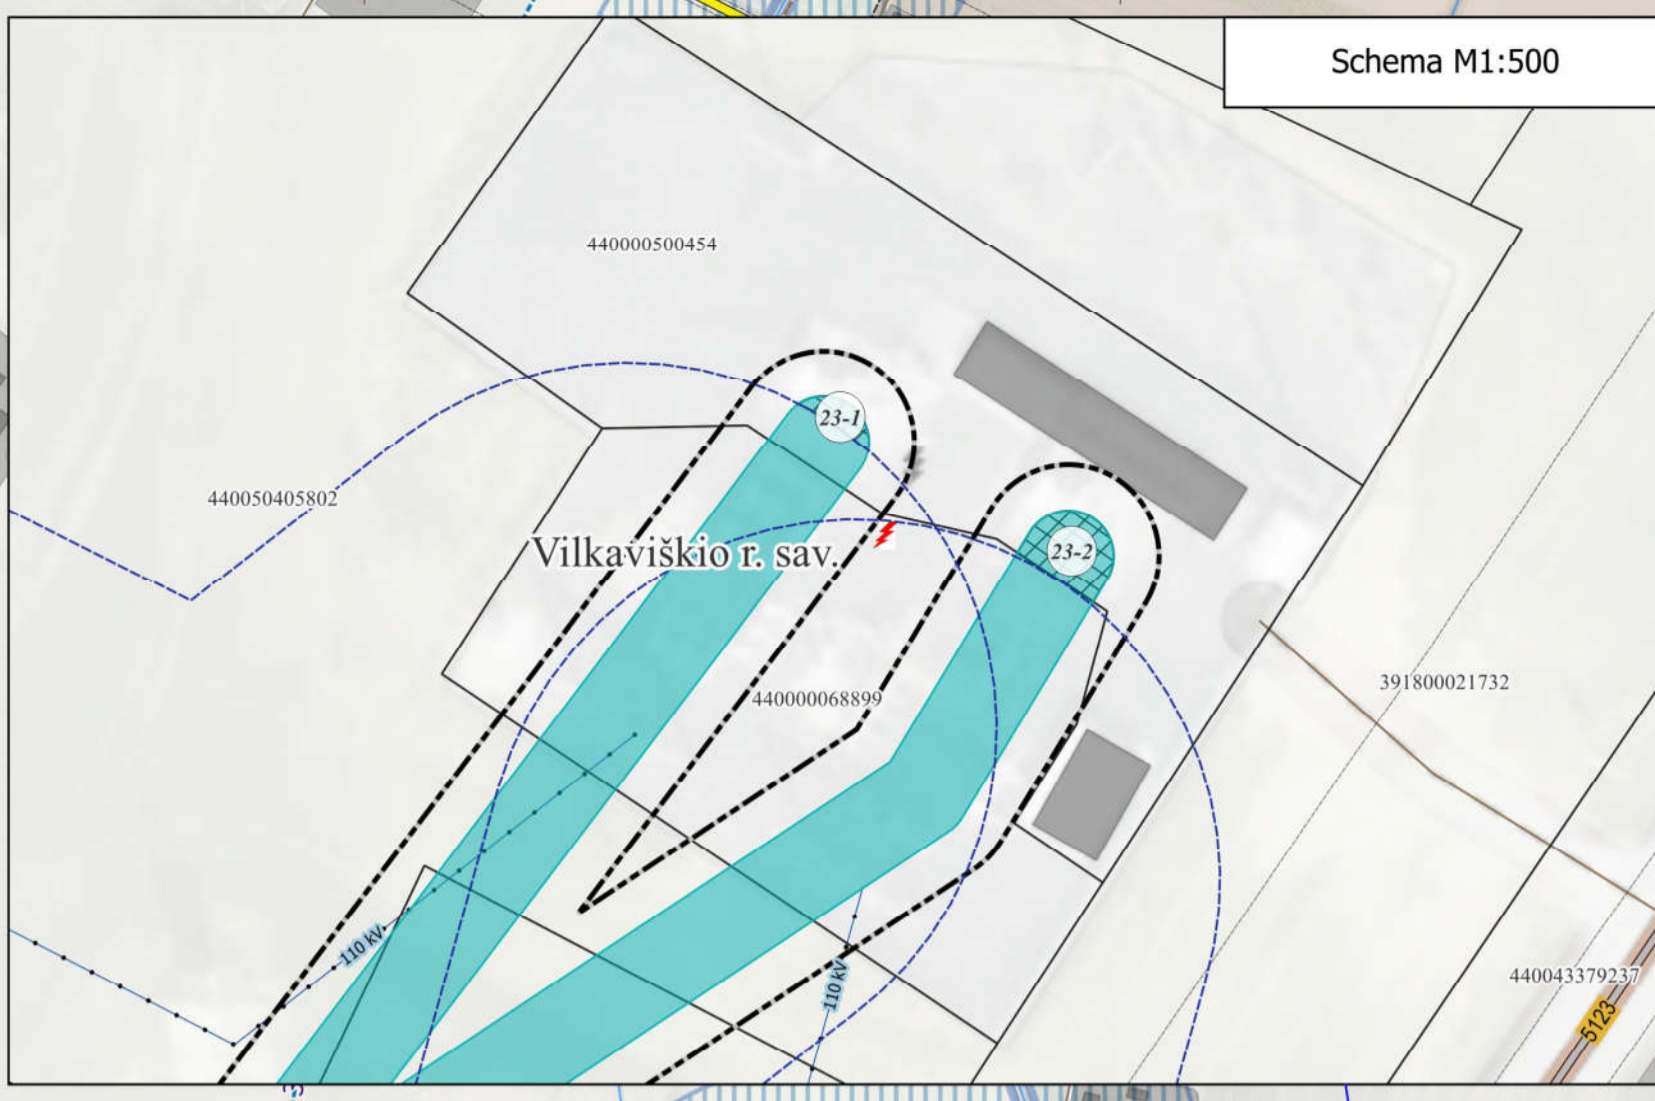 Schema M1:500
440000500454
23-1
440050405802
Vilkaviškio r. sav.
23-2
440000068899
391800021732
110 kV
110 kV
440043379237
5123